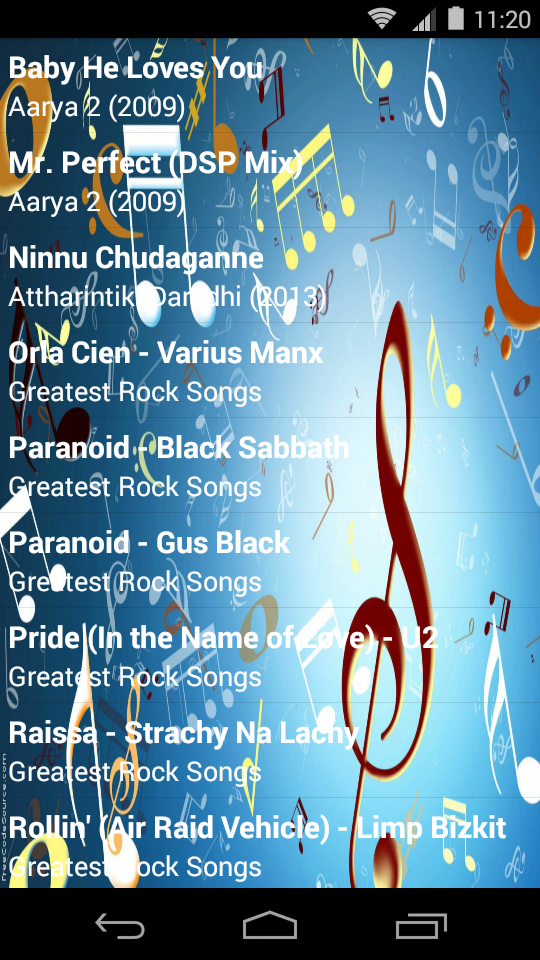 11:20
Baby He Loves You
Aarya 2 (2009)
Mr. Perfect (DSP Mix)
Aarya 2 (2009)
Ninnu Chudaganne
Attharintiki Daredhi (2013)
Orla Cien - Varius Manx
Greatest Rock Songs
Paranoid - Black Sabbath
Greatest Rock Songs
Paranoid - Gus Black
Greatest Rock Songs
Pride (In the Name of Love) - U2
Greatest Rock Songs
Raissa - Strachy Na Lachy
Greatest Rock Songs
Rollin' (Air Raid Vehicle) - Limp Bizkit
Greatest Rock Songs
FreeCodeSource.com